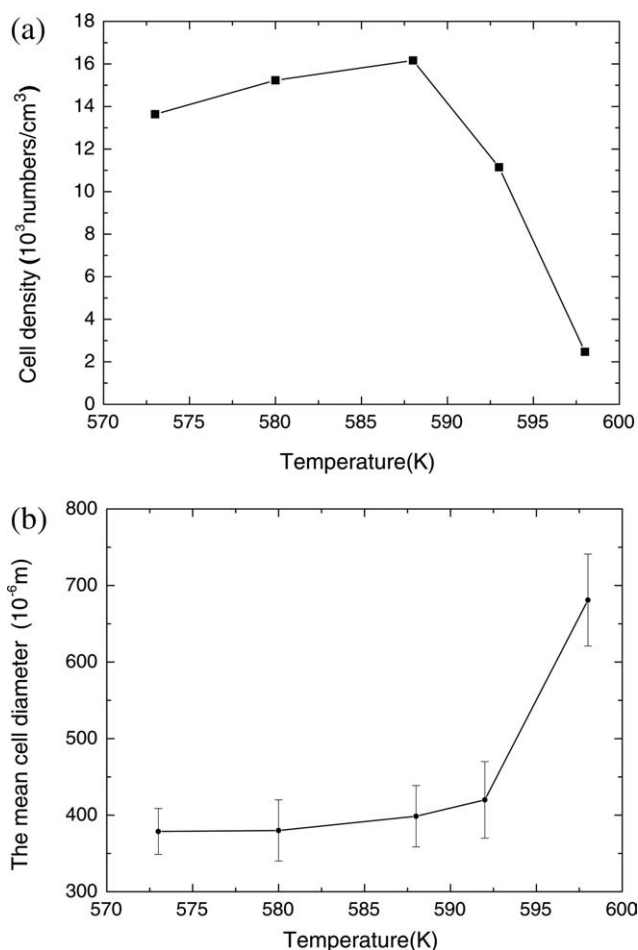 (a)
18
16
14
12
10
8
6
4
2
0
Cell density (10³numbers/cm³)
570 575 580 585 590 595 600
Temperature(K)
(b)
800
700
600
500
400
300
The mean cell diameter (10⁻⁶m)
570 575 580 585 590 595 600
Temperature(K)